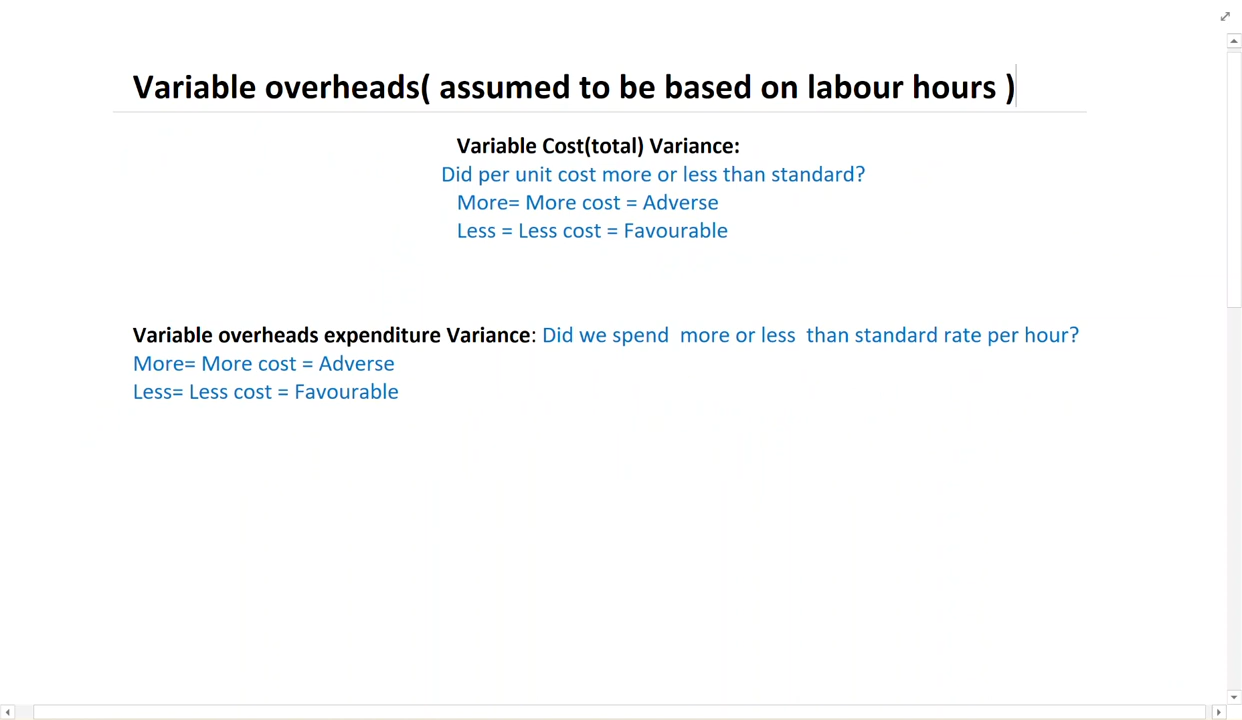 Variable overheads( assumed to be based on labour hours )
Variable Cost(total) Variance:
Did per unit cost more or less than standard?
More= More cost = Adverse
Less = Less cost = Favourable
Variable overheads expenditure Variance: Did we spend  more or less  than standard rate per hour?
More= More cost = Adverse
Less= Less cost = Favourable